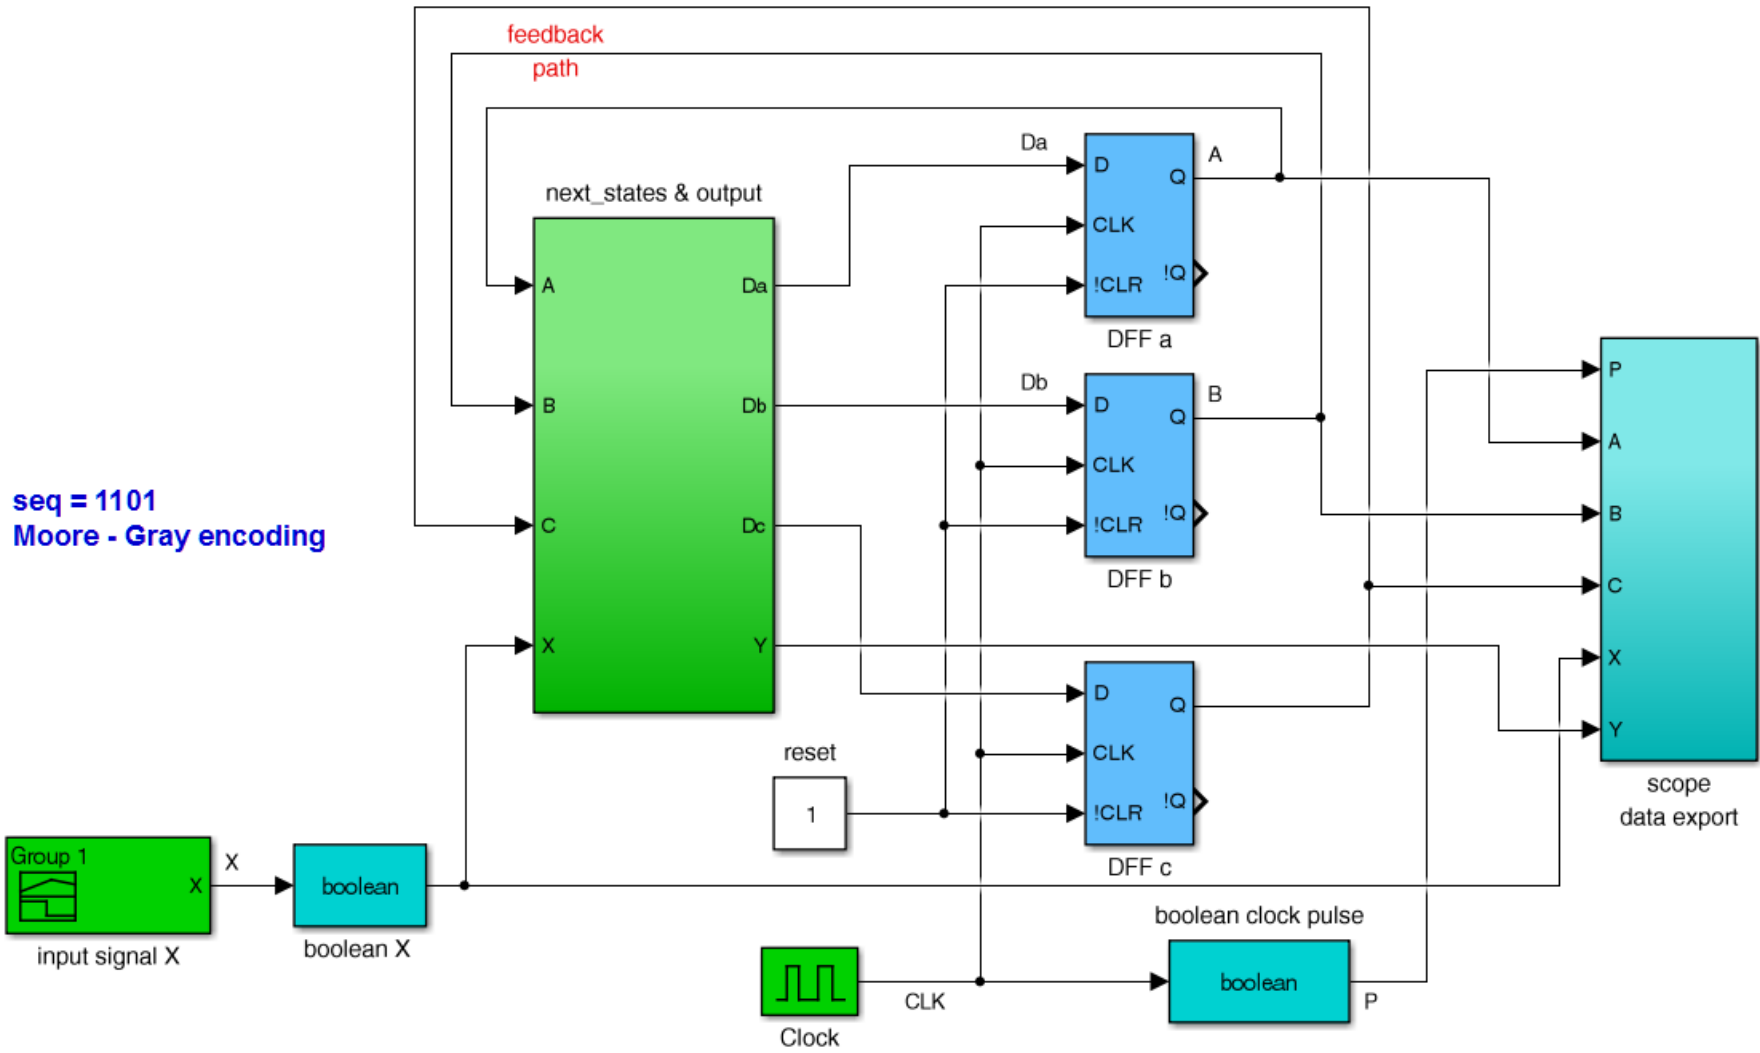 feedback
path
next_states & output
A
B
C
X
Da
Db
Dc
Y
Da
D
CLK
!CLR
Q
!Q
A
DFF a
Db
D
CLK
!CLR
Q
!Q
B
DFF b
D
CLK
!CLR
Q
!Q
DFF c
seq = 1101
Moore - Gray encoding
reset
1
P
A
B
C
X
Y
scope
data export
Group 1
X
input signal X
X
boolean
boolean X
Clock
CLK
boolean clock pulse
boolean
P